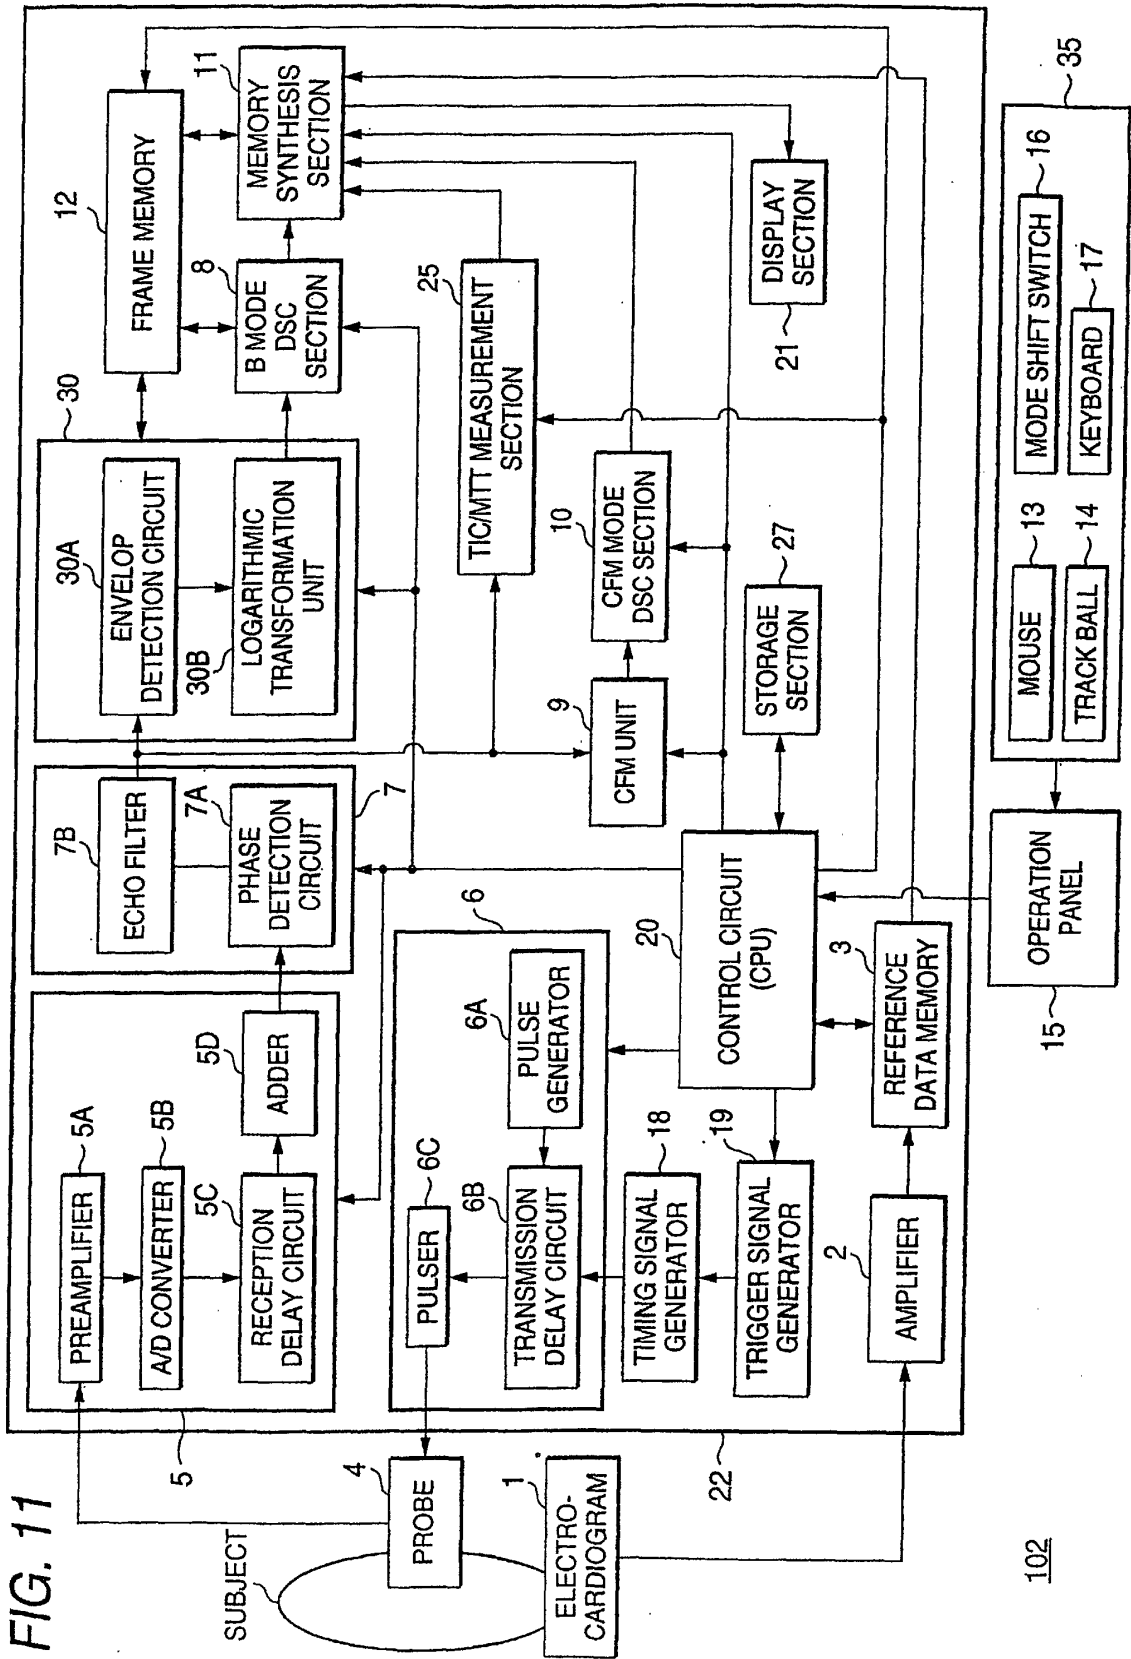 FIG. 11
SUBJECT
4
PROBE
1
ELECTRO-
CARDIOGRAM
102
22
5
PREAMPLIFIER
5A
A/D CONVERTER
5B
RECEPTION
DELAY CIRCUIT
5C
ADDER
5D
6
PULSER
6C
TRANSMISSION
DELAY CIRCUIT
6B
PULSE
GENERATOR
6A
TIMING SIGNAL
GENERATOR
18
TRIGGER SIGNAL
GENERATOR
19
AMPLIFIER
2
REFERENCE
DATA MEMORY
3
CONTROL CIRCUIT
(CPU)
20
7
ECHO FILTER
7B
PHASE
DETECTION
CIRCUIT
7A
30
ENVELOP
DETECTION CIRCUIT
30A
LOGARITHMIC
TRANSFORMATION
UNIT
30B
CFM UNIT
9
CFM MODE
DSC SECTION
10
STORAGE
SECTION
27
TIC/MTT MEASUREMENT
SECTION
25
B MODE
DSC
SECTION
8
FRAME MEMORY
12
MEMORY
SYNTHESIS
SECTION
11
DISPLAY
SECTION
21
OPERATION
PANEL
15
35
MOUSE
13
TRACK BALL
14
MODE SHIFT SWITCH
16
KEYBOARD
17